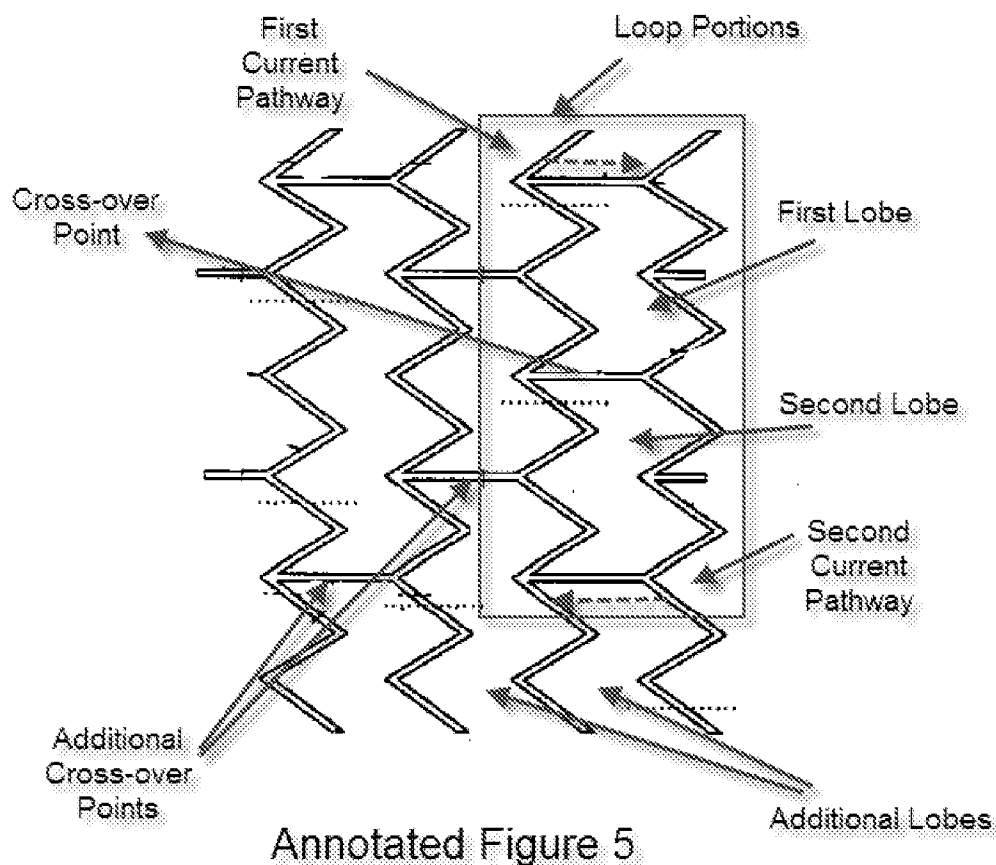 First
Current
Pathway
Loop Portions
Cross-over
Point
First Lobe
Second Lobe
Second
Current
Pathway
Additional
Cross-over
Points
Additional Lobes
Annotated Figure 5